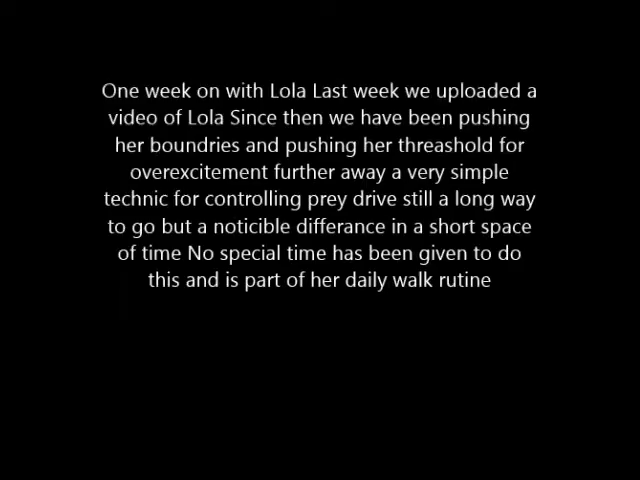 One week on with Lola Last week we uploaded a
video of Lola Since then we have been pushing
her boundries and pushing her threashold for
overexcitement further away a very simple
technic for controlling prey drive still a long way
to go but a noticible differance in a short space
of time No special time has been given to do
this and is part of her daily walk rutine